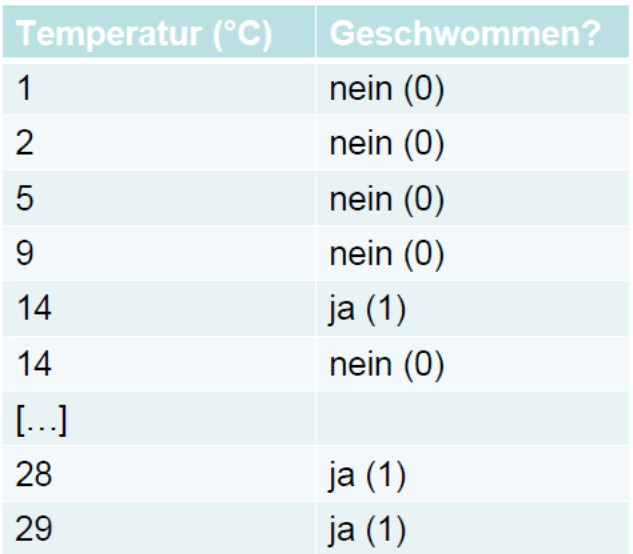 Temperatur (°C) Geschwommen?
1 nein (0)
2 nein (0)
5 nein (0)
9 nein (0)
14 ja (1)
14 nein (0)
[…]
28 ja (1)
29 ja (1)